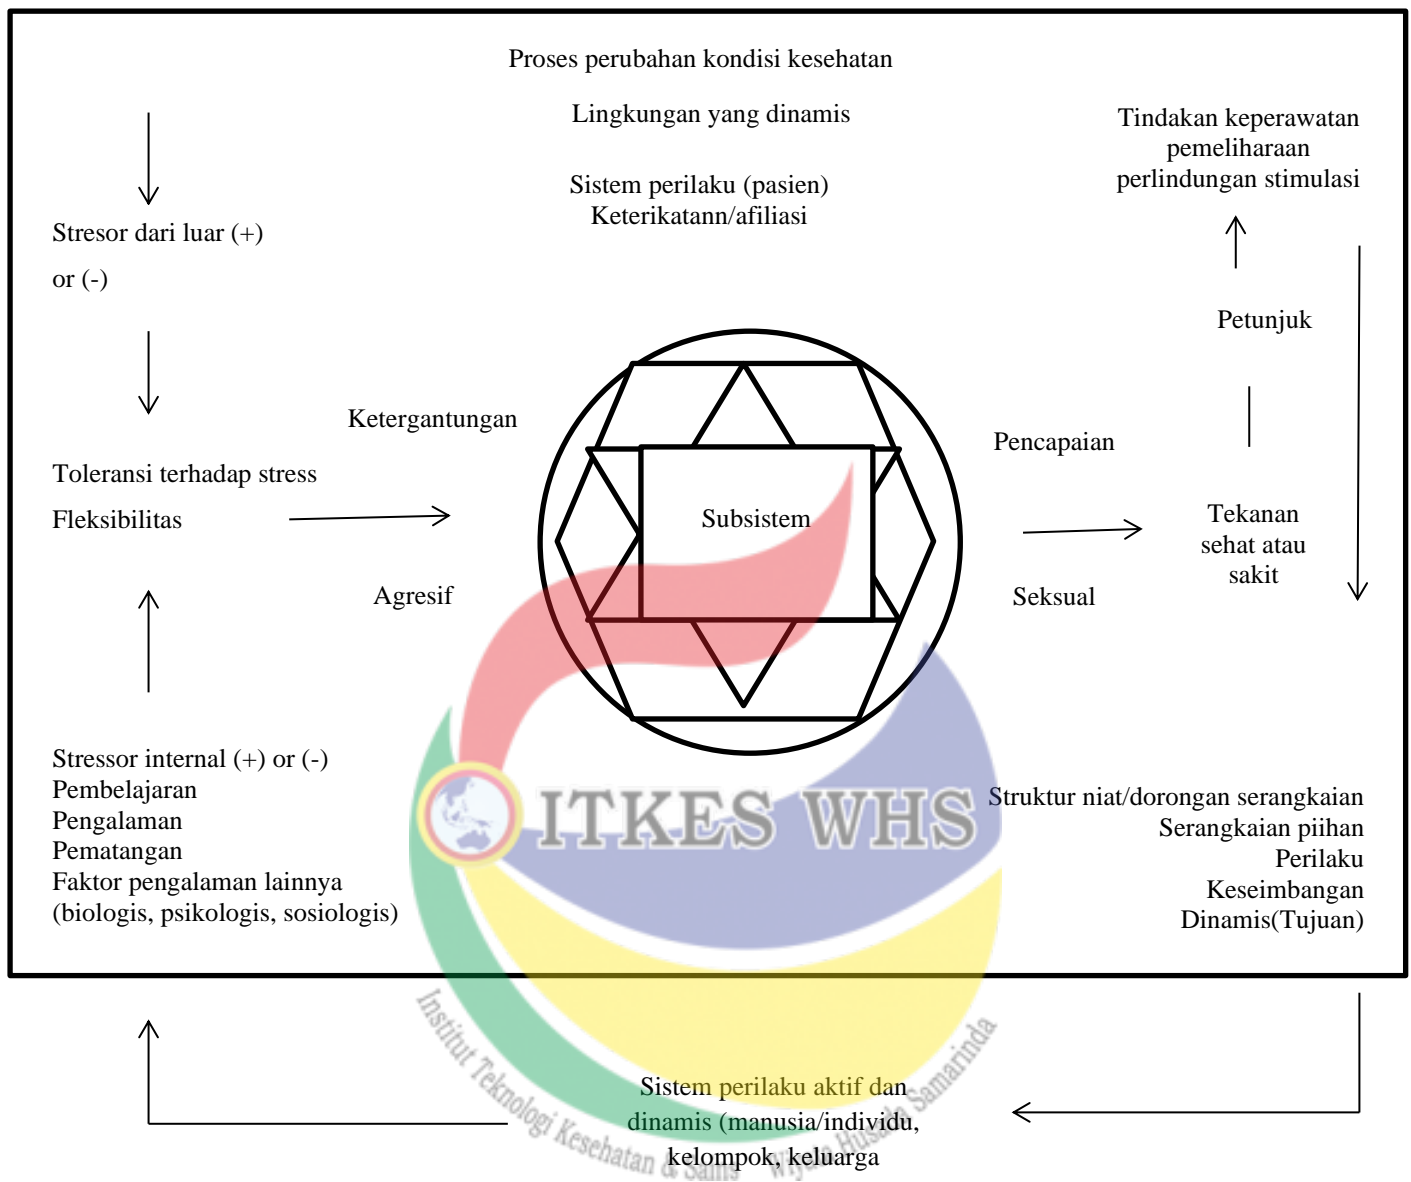 Proses perubahan kondisi kesehatan
Lingkungan yang dinamis
Sistem perilaku (pasien)
Keterikatann/afiliasi
Tindakan keperawatan
pemeliharaan
perlindungan stimulasi
Stresor dari luar (+)
or (-)
Petunjuk
Ketergantungan
Pencapaian
Toleransi terhadap stress
Fleksibilitas
Subsistem
Tekanan
sehat atau
sakit
Agresif
Seksual
Stressor internal (+) or (-)
Pembelajaran
Pengalaman
Pematangan
Faktor pengalaman lainnya
(biologis, psikologis, sosiologis)
ITKES WHS
Struktur niat/dorongan serangkaian
Serangkaian piihan
Perilaku
Keseimbangan
Dinamis(Tujuan)
Sistem perilaku aktif dan
dinamis (manusia/individu,
kelompok, keluarga
Institut Teknologi Kesehatan & Sains Wiyata Husada Samarinda